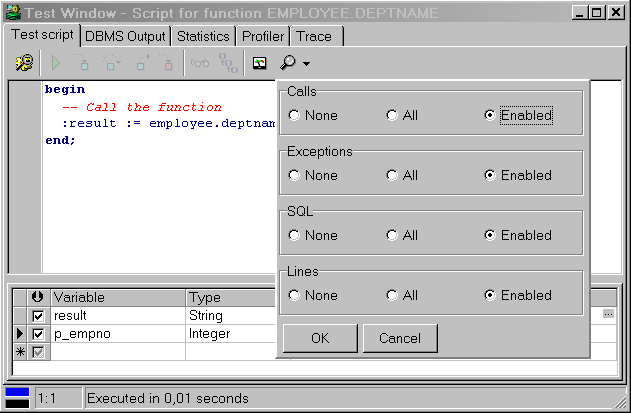 Test Window - Script for function EMPLOYEE.DEPTNAME
Test script DBMS Output Statistics Profiler Trace
begin
-- Call the function
:result := employee.deptnam
end;
Calls
None All Enabled
Exceptions
None All Enabled
SQL
None All Enabled
Lines
None All Enabled
OK Cancel
Variable Type
result String
p_empno Integer
1:1 Executed in 0,01 seconds